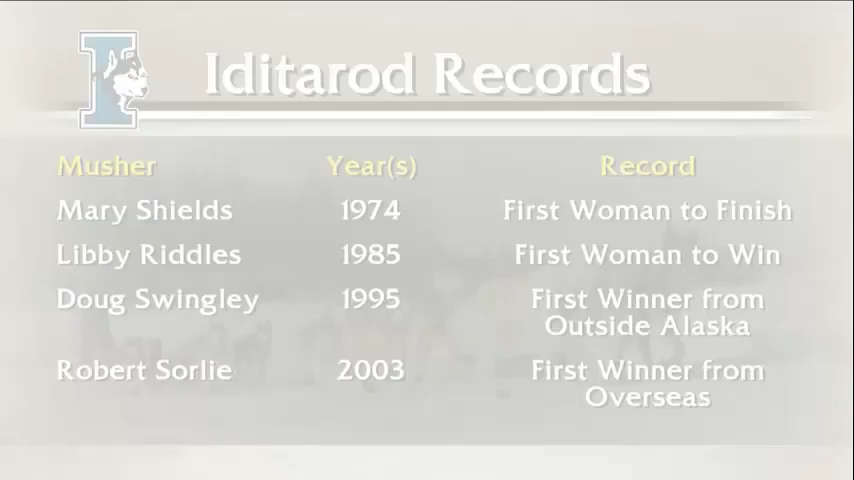 Iditarod Records
Musher Year(s) Record
Mary Shields 1974 First Woman to Finish
Libby Riddles 1985 First Woman to Win
Doug Swingley 1995 First Winner from
Outside Alaska
Robert Sorlie 2003 First Winner from
Overseas